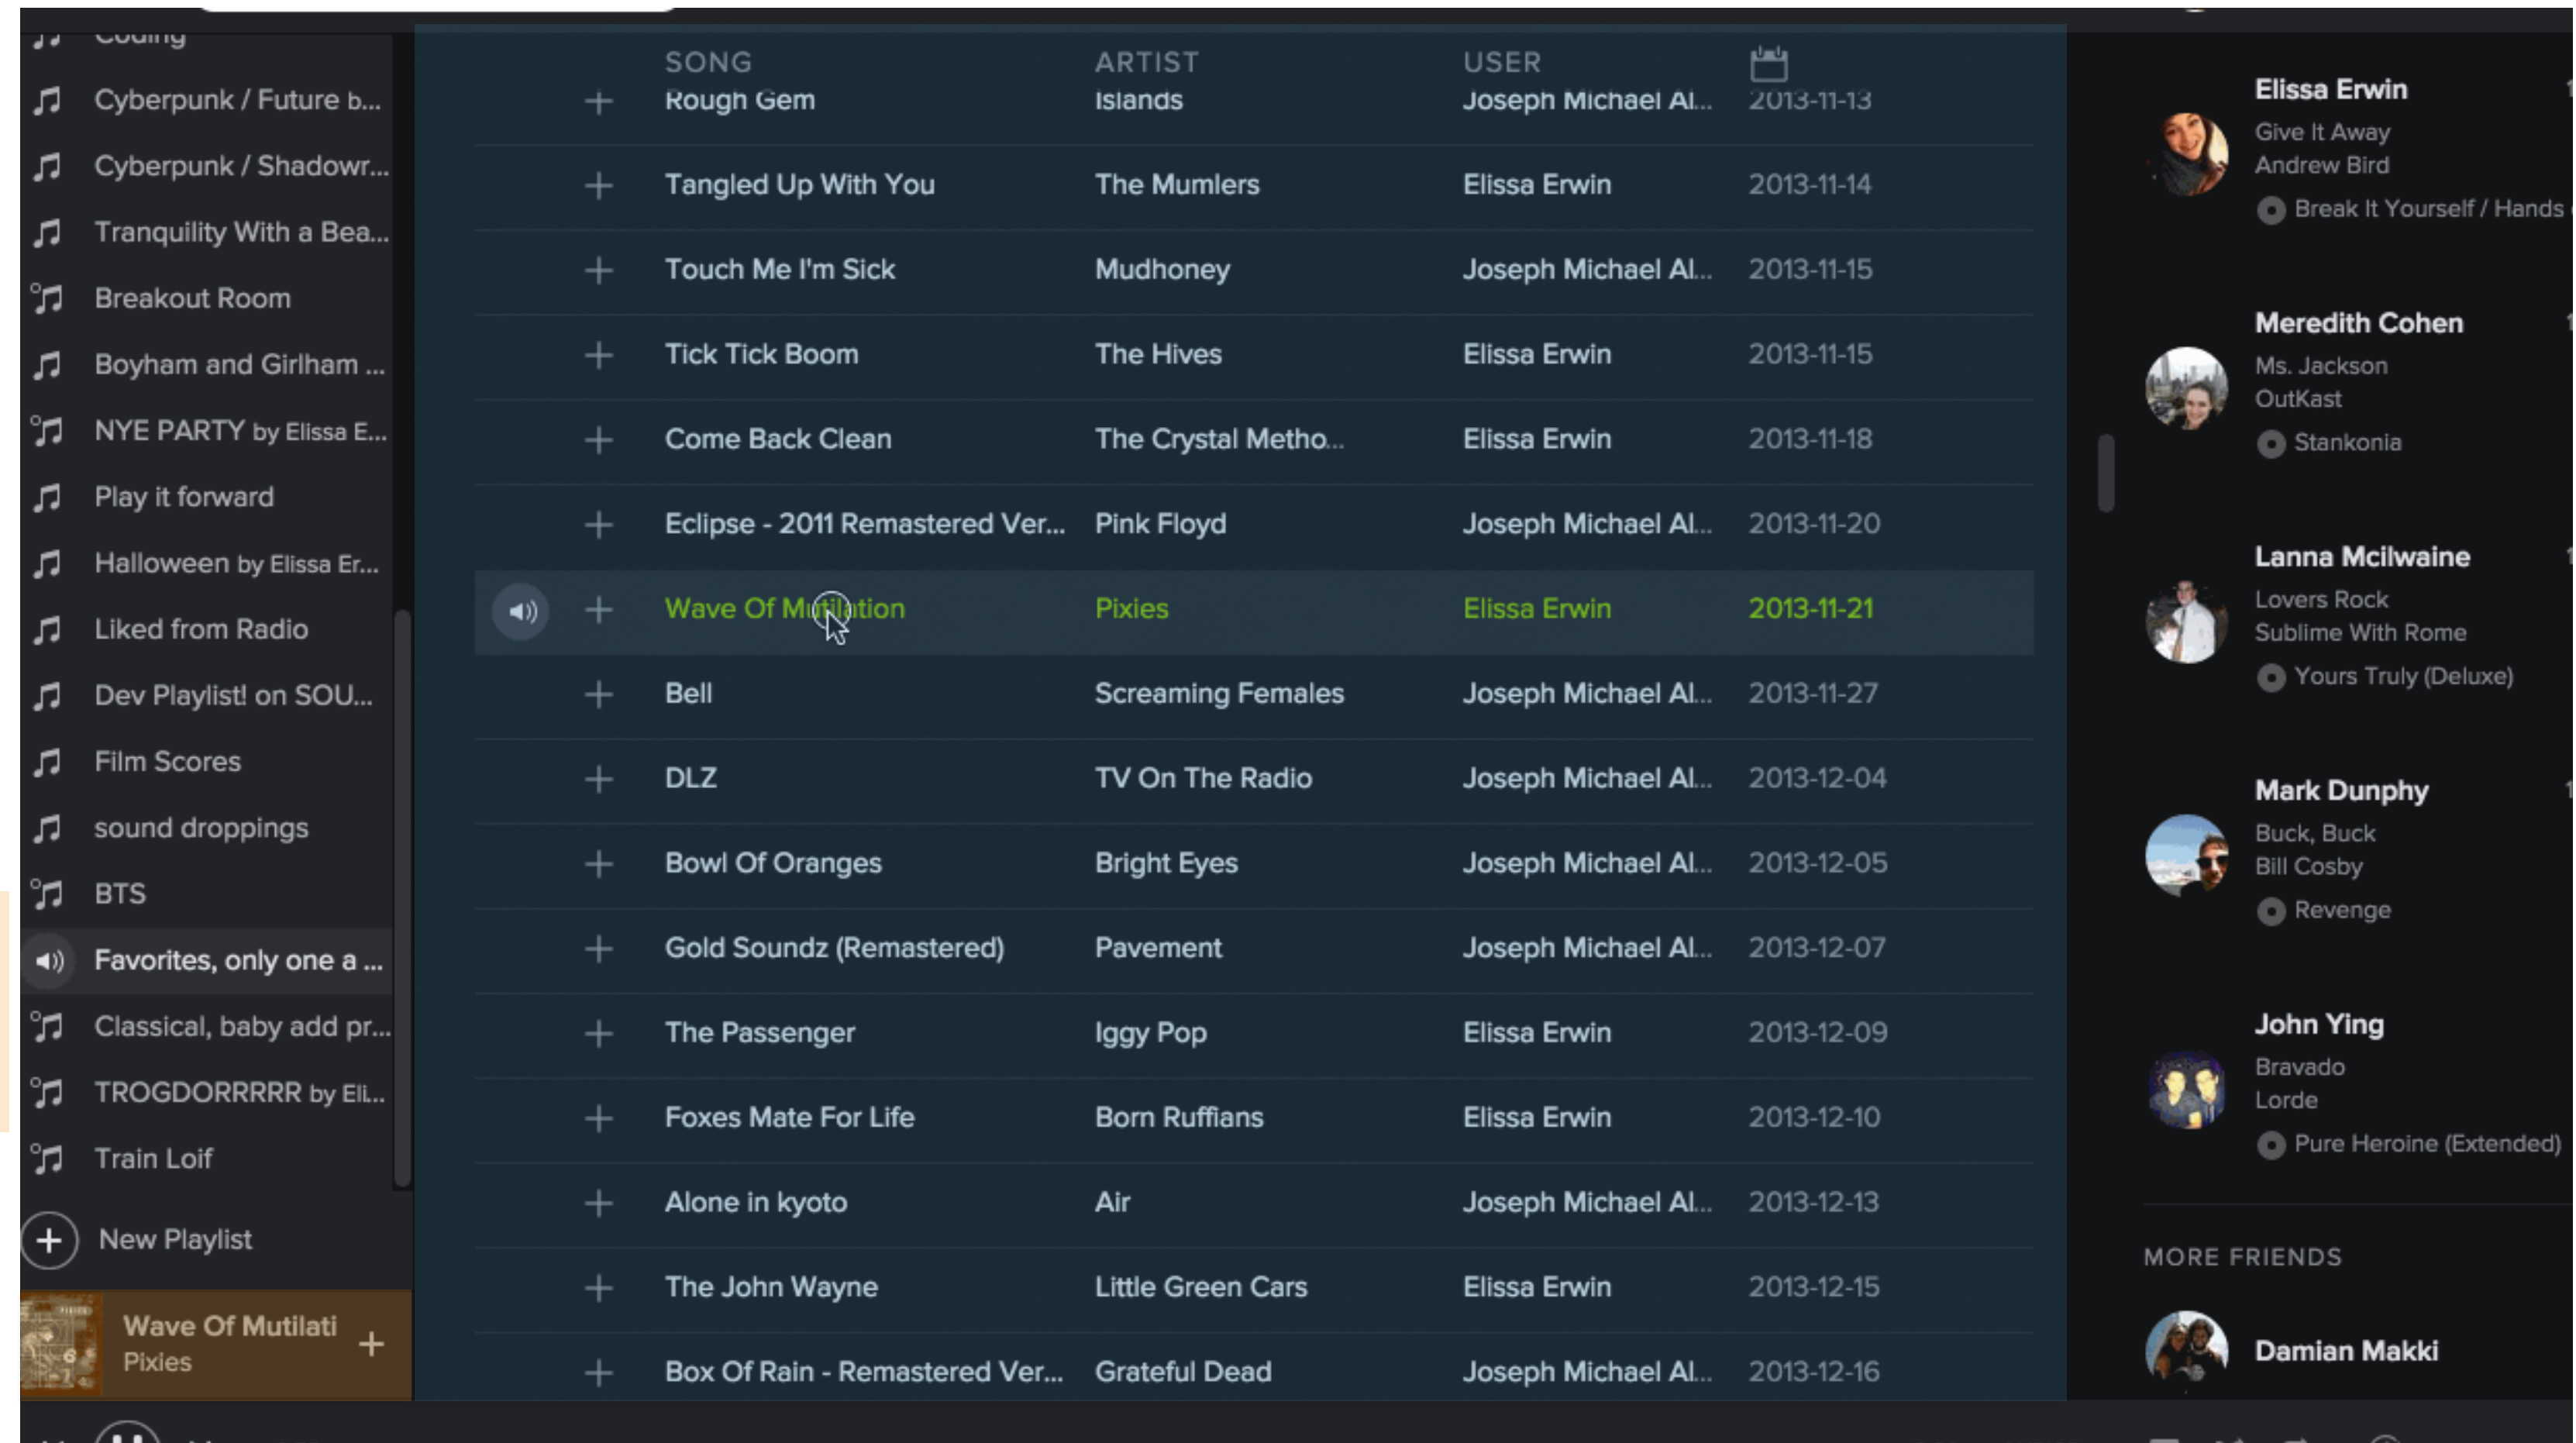 Coding
Cyberpunk / Future b...
Cyberpunk / Shadowr...
Tranquility With a Bea...
Breakout Room
Boyham and Girlham ...
NYE PARTY by Elissa E...
Play it forward
Halloween by Elissa Er...
Liked from Radio
Dev Playlist! on SOU...
Film Scores
sound droppings
BTS
Favorites, only one a ...
Classical, baby add pr...
TROGDORRRRR by Eli...
Train Loif
New Playlist
Wave Of Mutilati
Pixies
SONG ARTIST USER
Rough Gem Islands Joseph Michael Al... 2013-11-13
Tangled Up With You The Mumlers Elissa Erwin 2013-11-14
Touch Me I'm Sick Mudhoney Joseph Michael Al... 2013-11-15
Tick Tick Boom The Hives Elissa Erwin 2013-11-15
Come Back Clean The Crystal Metho... Elissa Erwin 2013-11-18
Eclipse - 2011 Remastered Ver... Pink Floyd Joseph Michael Al... 2013-11-20
Wave Of Mutilation Pixies Elissa Erwin 2013-11-21
Bell Screaming Females Joseph Michael Al... 2013-11-27
DLZ TV On The Radio Joseph Michael Al... 2013-12-04
Bowl Of Oranges Bright Eyes Joseph Michael Al... 2013-12-05
Gold Soundz (Remastered) Pavement Joseph Michael Al... 2013-12-07
The Passenger Iggy Pop Elissa Erwin 2013-12-09
Foxes Mate For Life Born Ruffians Elissa Erwin 2013-12-10
Alone in kyoto Air Joseph Michael Al... 2013-12-13
The John Wayne Little Green Cars Elissa Erwin 2013-12-15
Box Of Rain - Remastered Ver... Grateful Dead Joseph Michael Al... 2013-12-16
Elissa Erwin
Give It Away
Andrew Bird
Break It Yourself / Hands
Meredith Cohen
Ms. Jackson
OutKast
Stankonia
Lanna Mcilwaine
Lovers Rock
Sublime With Rome
Yours Truly (Deluxe)
Mark Dunphy
Buck, Buck
Bill Cosby
Revenge
John Ying
Bravado
Lorde
Pure Heroine (Extended)
MORE FRIENDS
Damian Makki